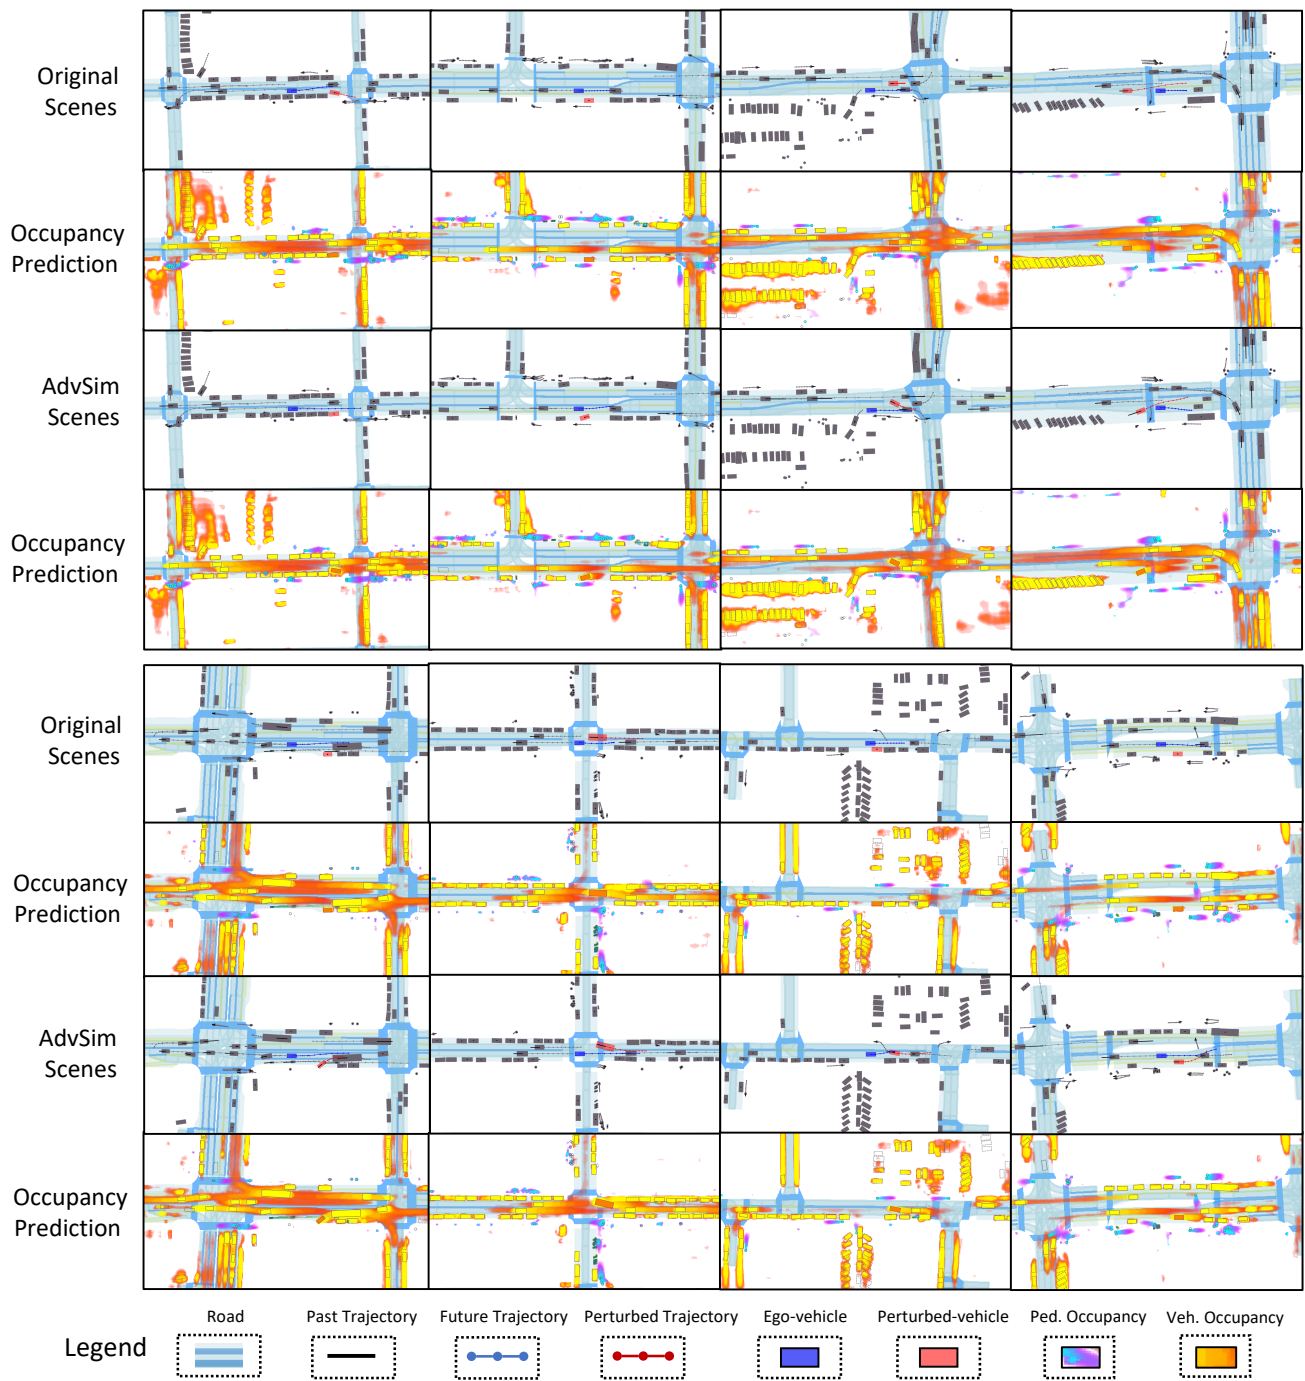 Original
Scenes
Occupancy
Prediction
AdvSim
Scenes
Occupancy
Prediction
Original
Scenes
Occupancy
Prediction
AdvSim
Scenes
Occupancy
Prediction
Road Past Trajectory Future Trajectory Perturbed Trajectory Ego-vehicle Perturbed-vehicle Ped. Occupancy Veh. Occupancy
Legend